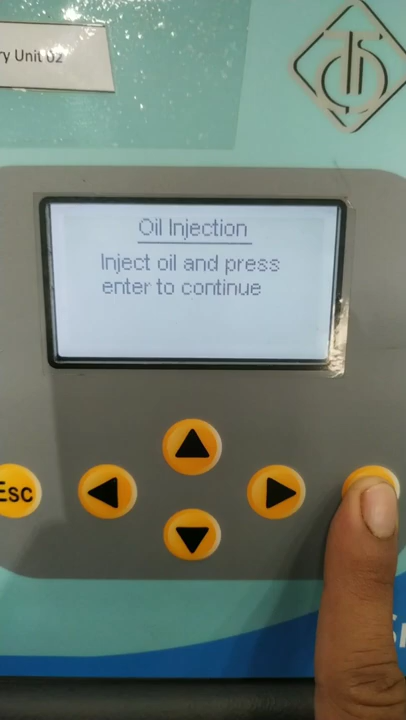 ry Unit 02
Oil Injection
Inject oil and press
enter to continue
Esc